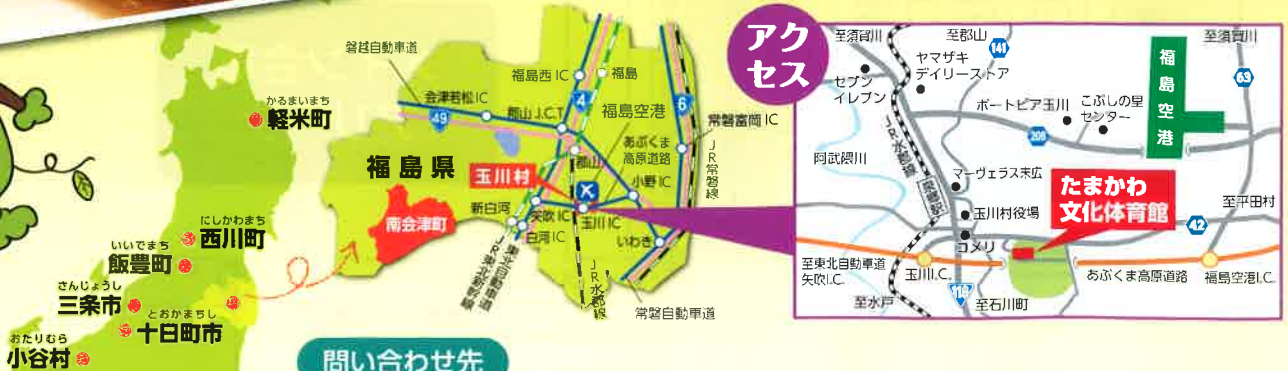 かるまいまち
軽米町
にしかわまち
西川町
いいでまち
飯豊町
さんじょうし
三条市
とおかまちし
十日町市
おたりむら
小谷村
磐越自動車道
会津若松IC
49
福島西IC
福島
4
郡山J.C.T
福島空港
6
常磐富岡IC
あぶくま
高原道路
JR常磐線
郡山
福島県
玉川村
小野IC
南会津町
新白河
矢吹IC
玉川IC
白河IC
いわき
東北自動車道
JR東北新幹線
JR水郡線
常磐自動車道
問い合わせ先
アク
セス
至須賀川
至郡山
141
至須賀川
ヤマザキ
デイリーストア
セブン
イレブン
福島空港
63
ボートピア玉川
こぶしの里
センター
JR水郡線
阿武隈川
マーヴェラス末広
たまかわ
文化体育館
玉川村役場
至平田村
42
コメリ
至東北自動車道
矢吹I.C.
玉川I.C.
あぶくま高原道路
福島空港I.C.
至水戸
118
至石川町